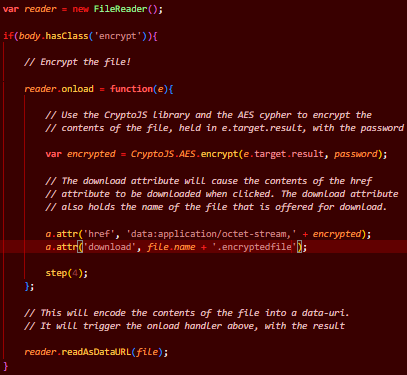 var reader = new FileReader();
if(body.hasClass('encrypt')){
// Encrypt the file!
reader.onload = function(e){
// Use the CryptoJS library and the AES cypher to encrypt the
// contents of the file, held in e.target.result, with the password
var encrypted = CryptoJS.AES.encrypt(e.target.result, password);
// The download attribute will cause the contents of the href
// attribute to be downloaded when clicked. The download attribute
// also holds the name of the file that is offered for download.
a.attr('href', 'data:application/octet-stream,' + encrypted);
a.attr('download', file.name + '.encryptedfile');
step(4);
};
// This will encode the contents of the file into a data-uri.
// It will trigger the onload handler above, with the result
reader.readAsDataURL(file);
}